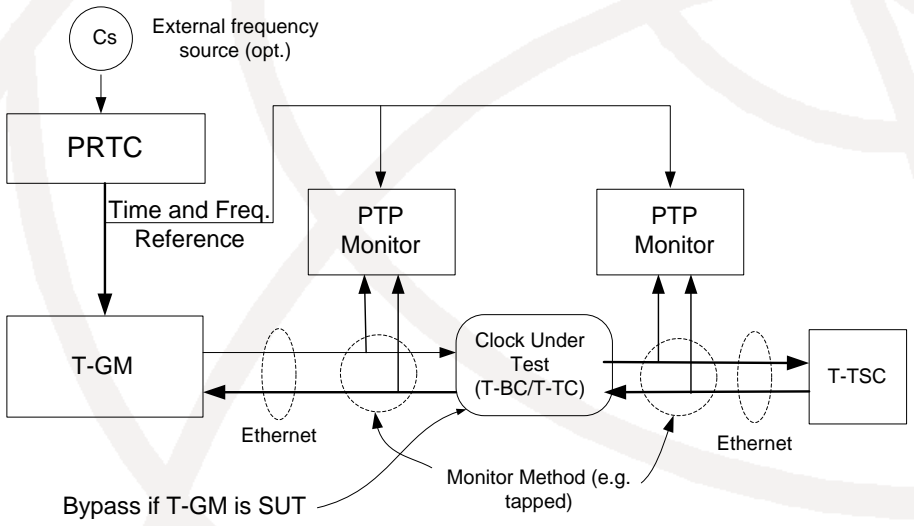 Cs
External frequency
source (opt.)
PRTC
Time and Freq.
Reference
PTP
Monitor
PTP
Monitor
T-GM
Clock Under
Test
(T-BC/T-TC)
T-TSC
Ethernet
Ethernet
Monitor Method (e.g.
tapped)
Bypass if T-GM is SUT